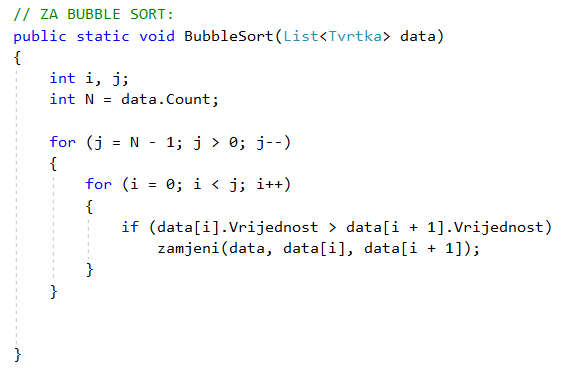 // ZA BUBBLE SORT:
public static void BubbleSort(List<Tvrtka> data)
{
    int i, j;
    int N = data.Count;
    for (j = N - 1; j > 0; j--)
    {
        for (i = 0; i < j; i++)
        {
            if (data[i].Vrijednost > data[i + 1].Vrijednost)
                zamjeni(data, data[i], data[i + 1]);
        }
    }
}